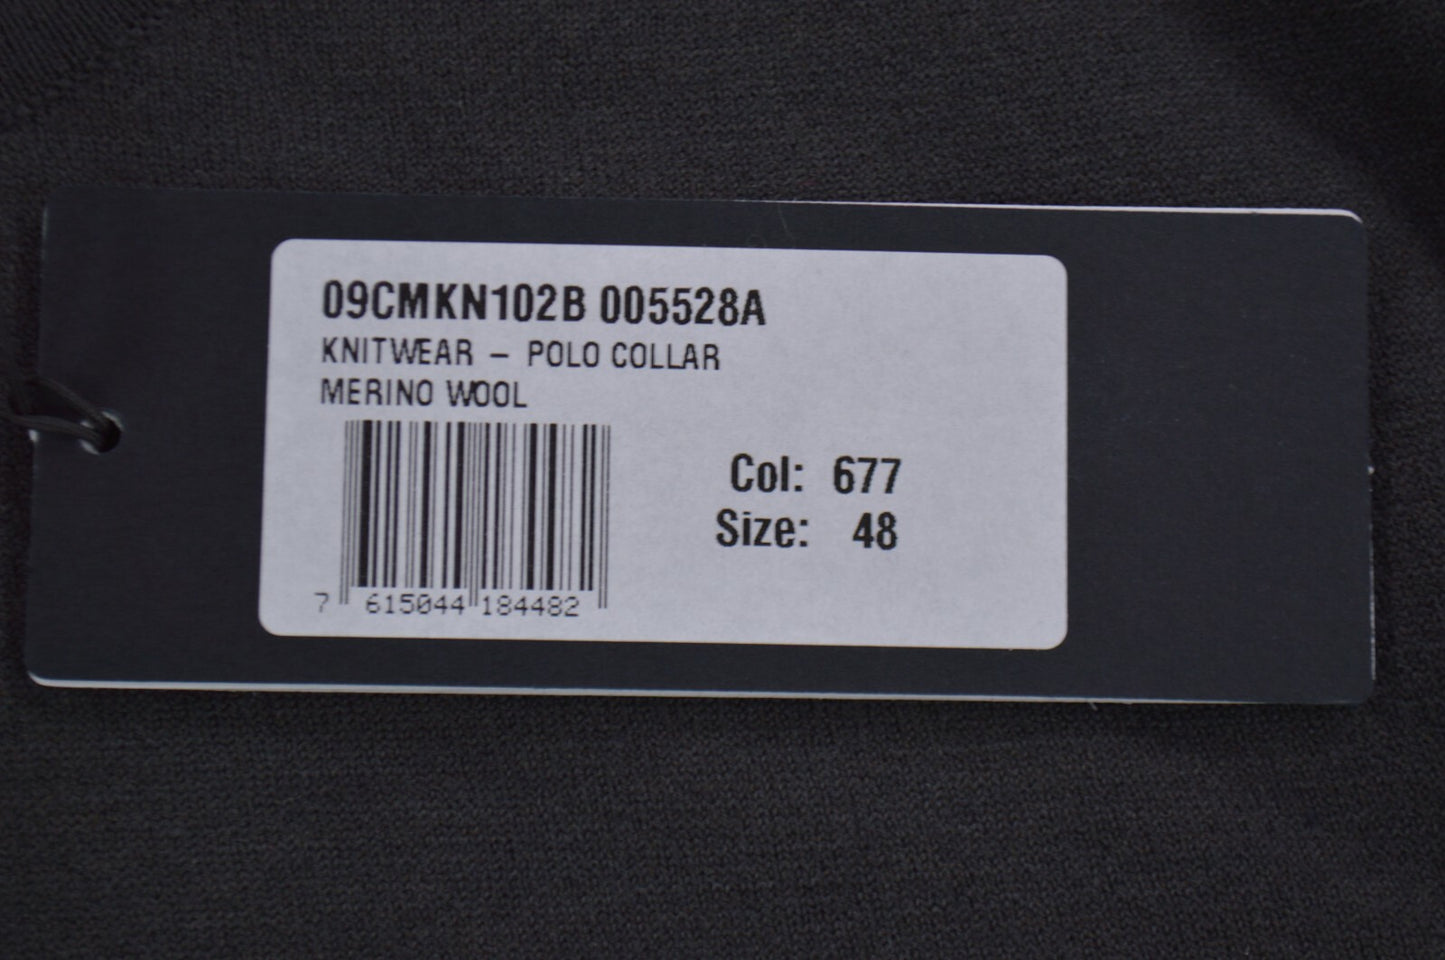 09CMKN102B 005528A
KNITWEAR – POLO COLLAR
MERINO WOOL
Col: 677
Size: 48
7 615044 184482